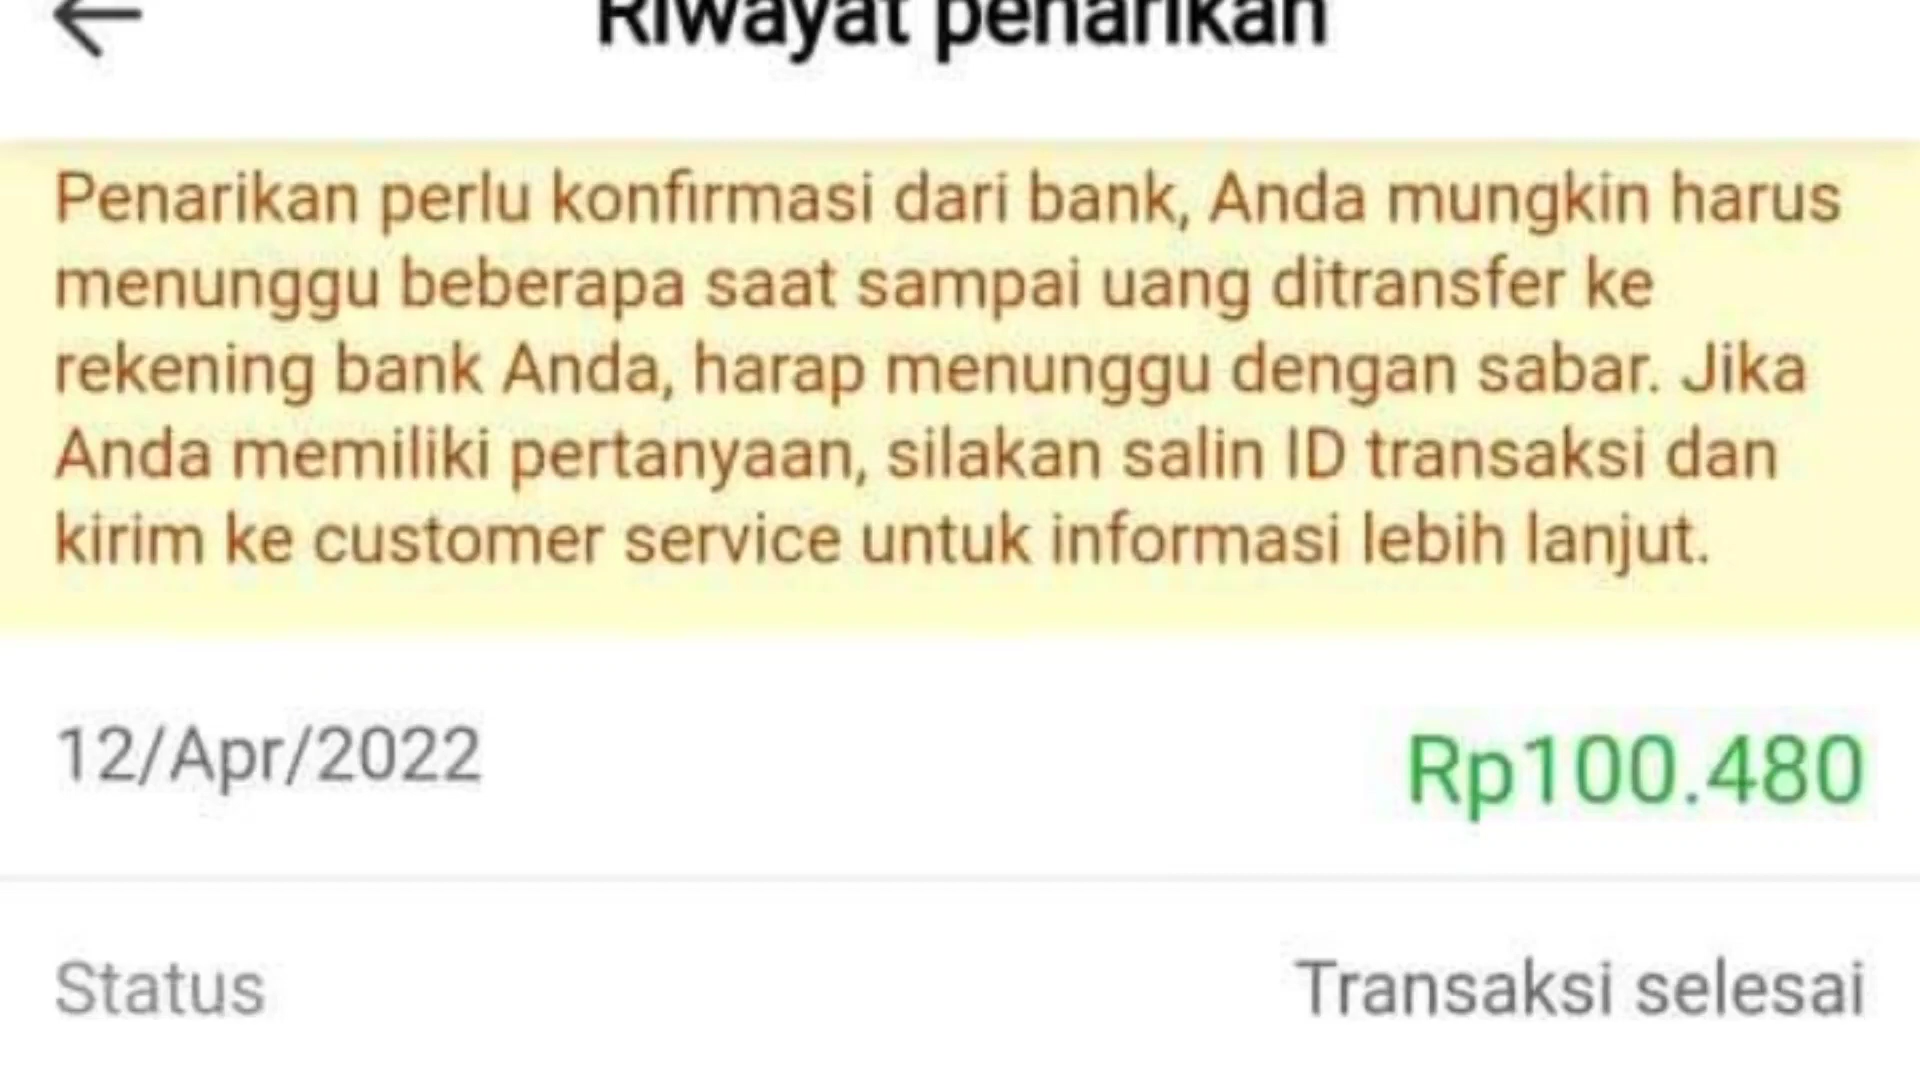 Riwayat penarikan
Penarikan perlu konfirmasi dari bank, Anda mungkin harus
menunggu beberapa saat sampai uang ditransfer ke
rekening bank Anda, harap menunggu dengan sabar. Jika
Anda memiliki pertanyaan, silakan salin ID transaksi dan
kirim ke customer service untuk informasi lebih lanjut.
12/Apr/2022
Rp100.480
Status
Transaksi selesai